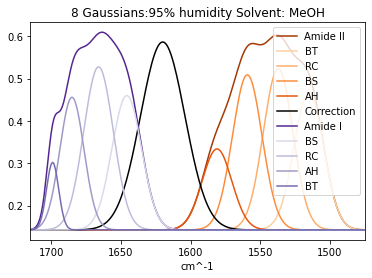 8 Gaussians:95% humidity Solvent: MeOH
0.6
0.5
0.4
0.3
0.2
Amide II
BT
RC
BS
AH
Correction
Amide I
BS
RC
AH
BT
1700 1650 1600 1550 1500
cm^-1